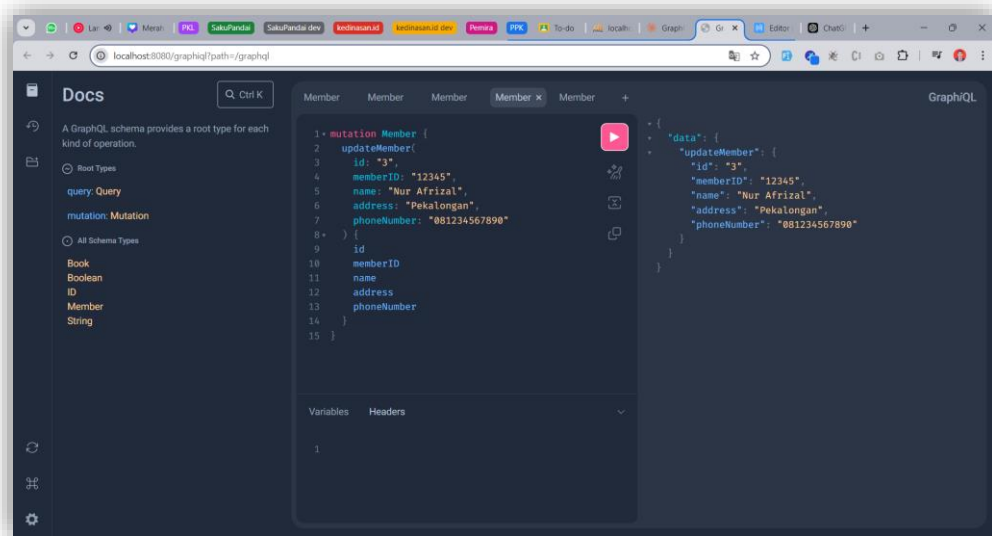 Merah
PKL
SakuPandai
SakuPandai dev
kedinasan.id
kedinasan.id dev
Pemira
PPK
To-do
localh
Graph
Editor
ChatG
localhost:8080/graphiql?path=/graphql
Docs
Ctrl K
A GraphQL schema provides a root type for each
kind of operation.
Root Types
query: Query
mutation: Mutation
All Schema Types
Book
Boolean
ID
Member
String
Member
Member
Member
Member
Member
GraphiQL
1 mutation Member {
2 updateMember(
3 id: "3",
4 memberID: "12345",
5 name: "Nur Afrizal",
6 address: "Pekalongan",
7 phoneNumber: "081234567890"
8 ) {
9 id
10 memberID
11 name
12 address
13 phoneNumber
14 }
15 }
Variables Headers
1
{
"data": {
"updateMember": {
"id": "3",
"memberID": "12345",
"name": "Nur Afrizal",
"address": "Pekalongan",
"phoneNumber": "081234567890"
}
}
}